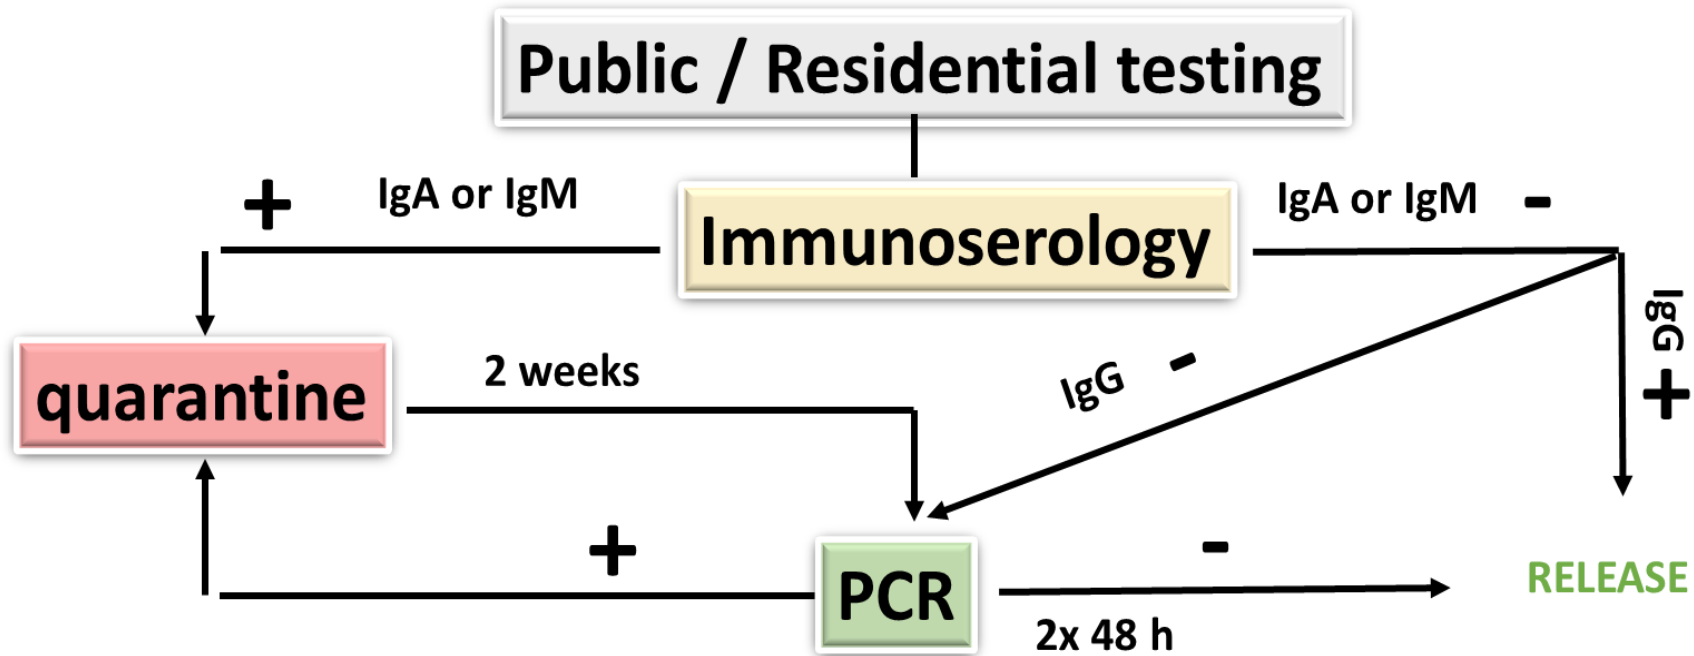 Public / Residential testing
+ IgA or IgM
Immunoserology
IgA or IgM -
IgG +
quarantine
2 weeks
IgG -
+
PCR
-
2x 48 h
RELEASE